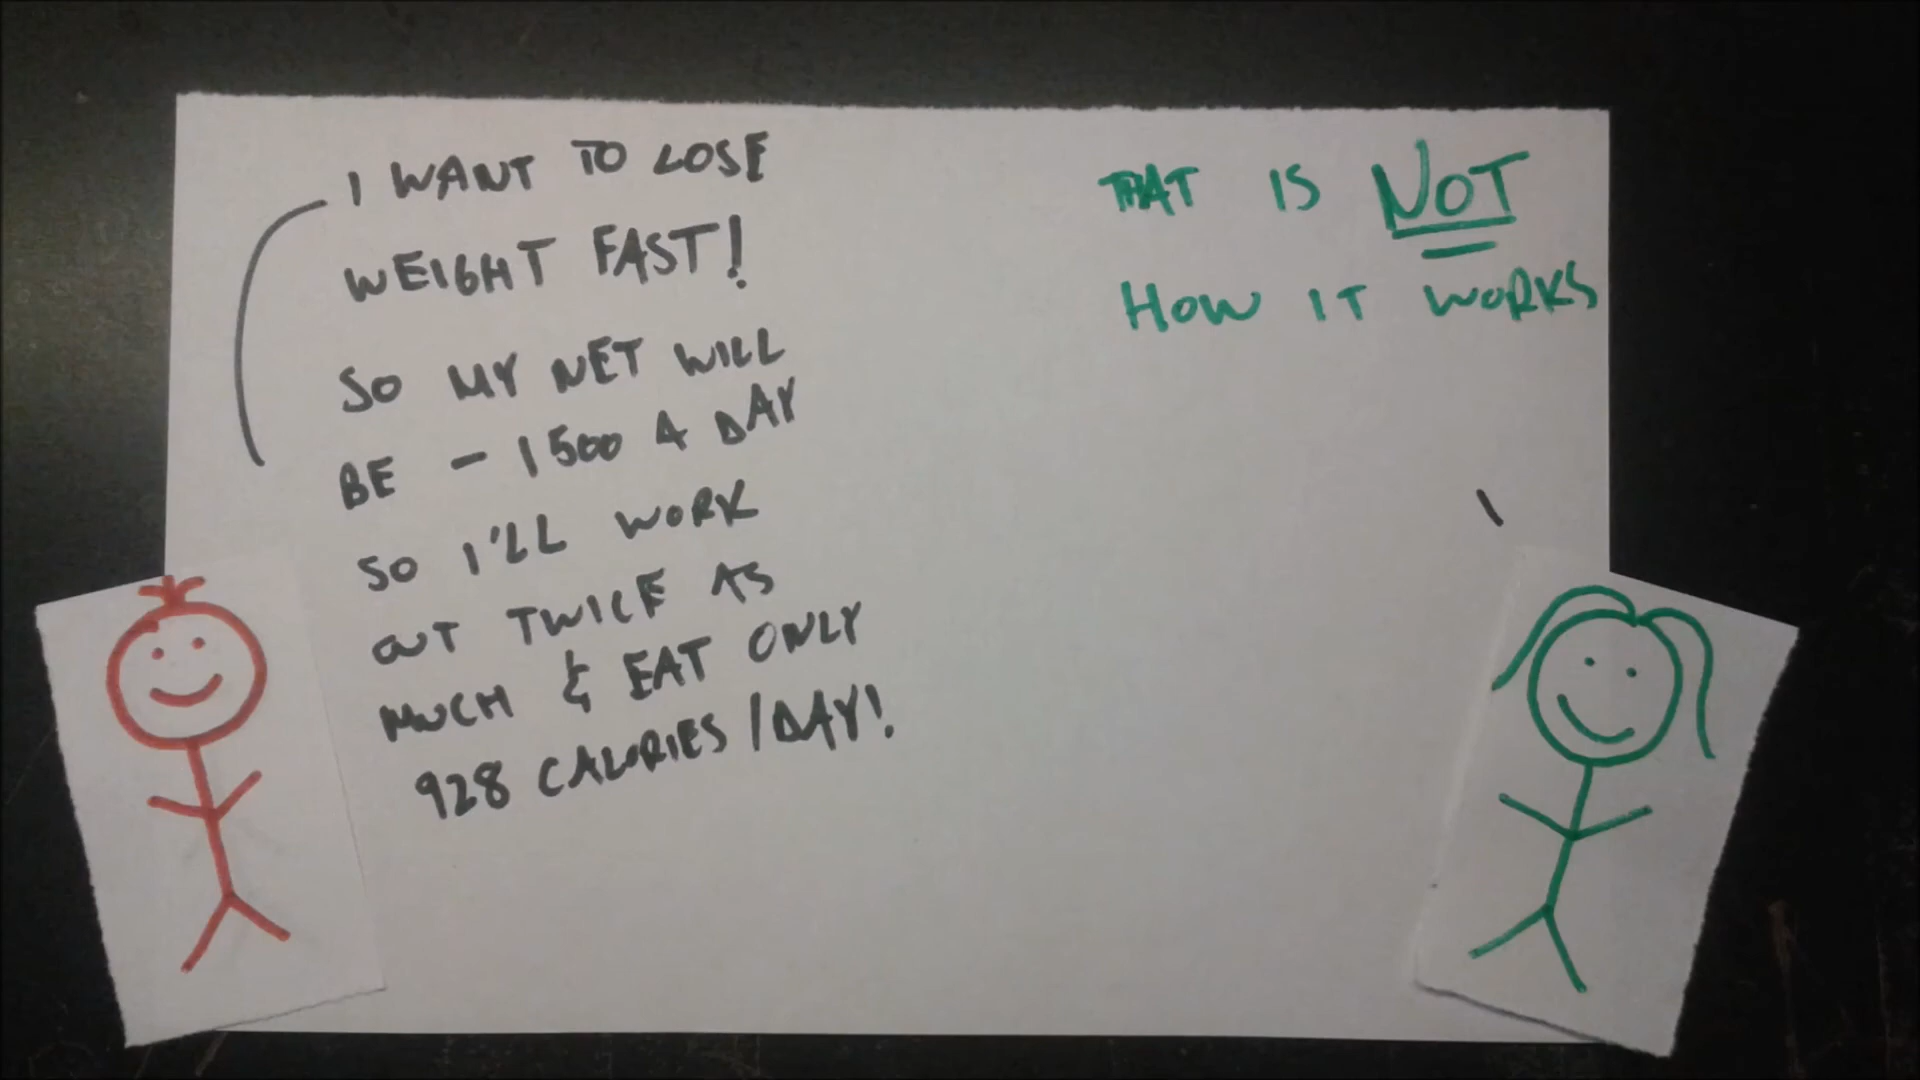 I WANT TO LOSE
WEIGHT FAST!
SO MY NET WILL
BE - 1500 A DAY
SO I'LL WORK
OUT TWICE AS
MUCH & EAT ONLY
928 CALORIES/DAY!
THAT IS NOT
HOW IT WORKS